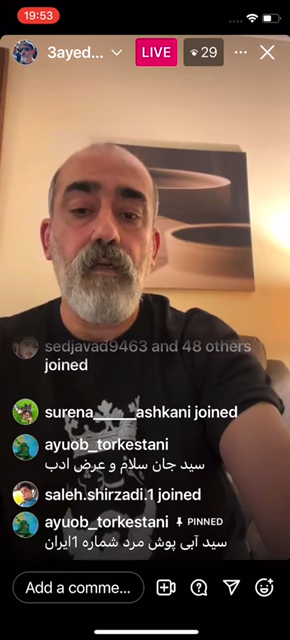 19:53
3ayed...
LIVE
29
sedjavad9463 and 48 others
joined
surena____ashkani joined
ayuob_torkestani
سید جان سلام و عرض ادب
saleh.shirzadi.1 joined
ayuob_torkestani PINNED
سید آبی پوش مرد شماره 1ایران
Add a comme...